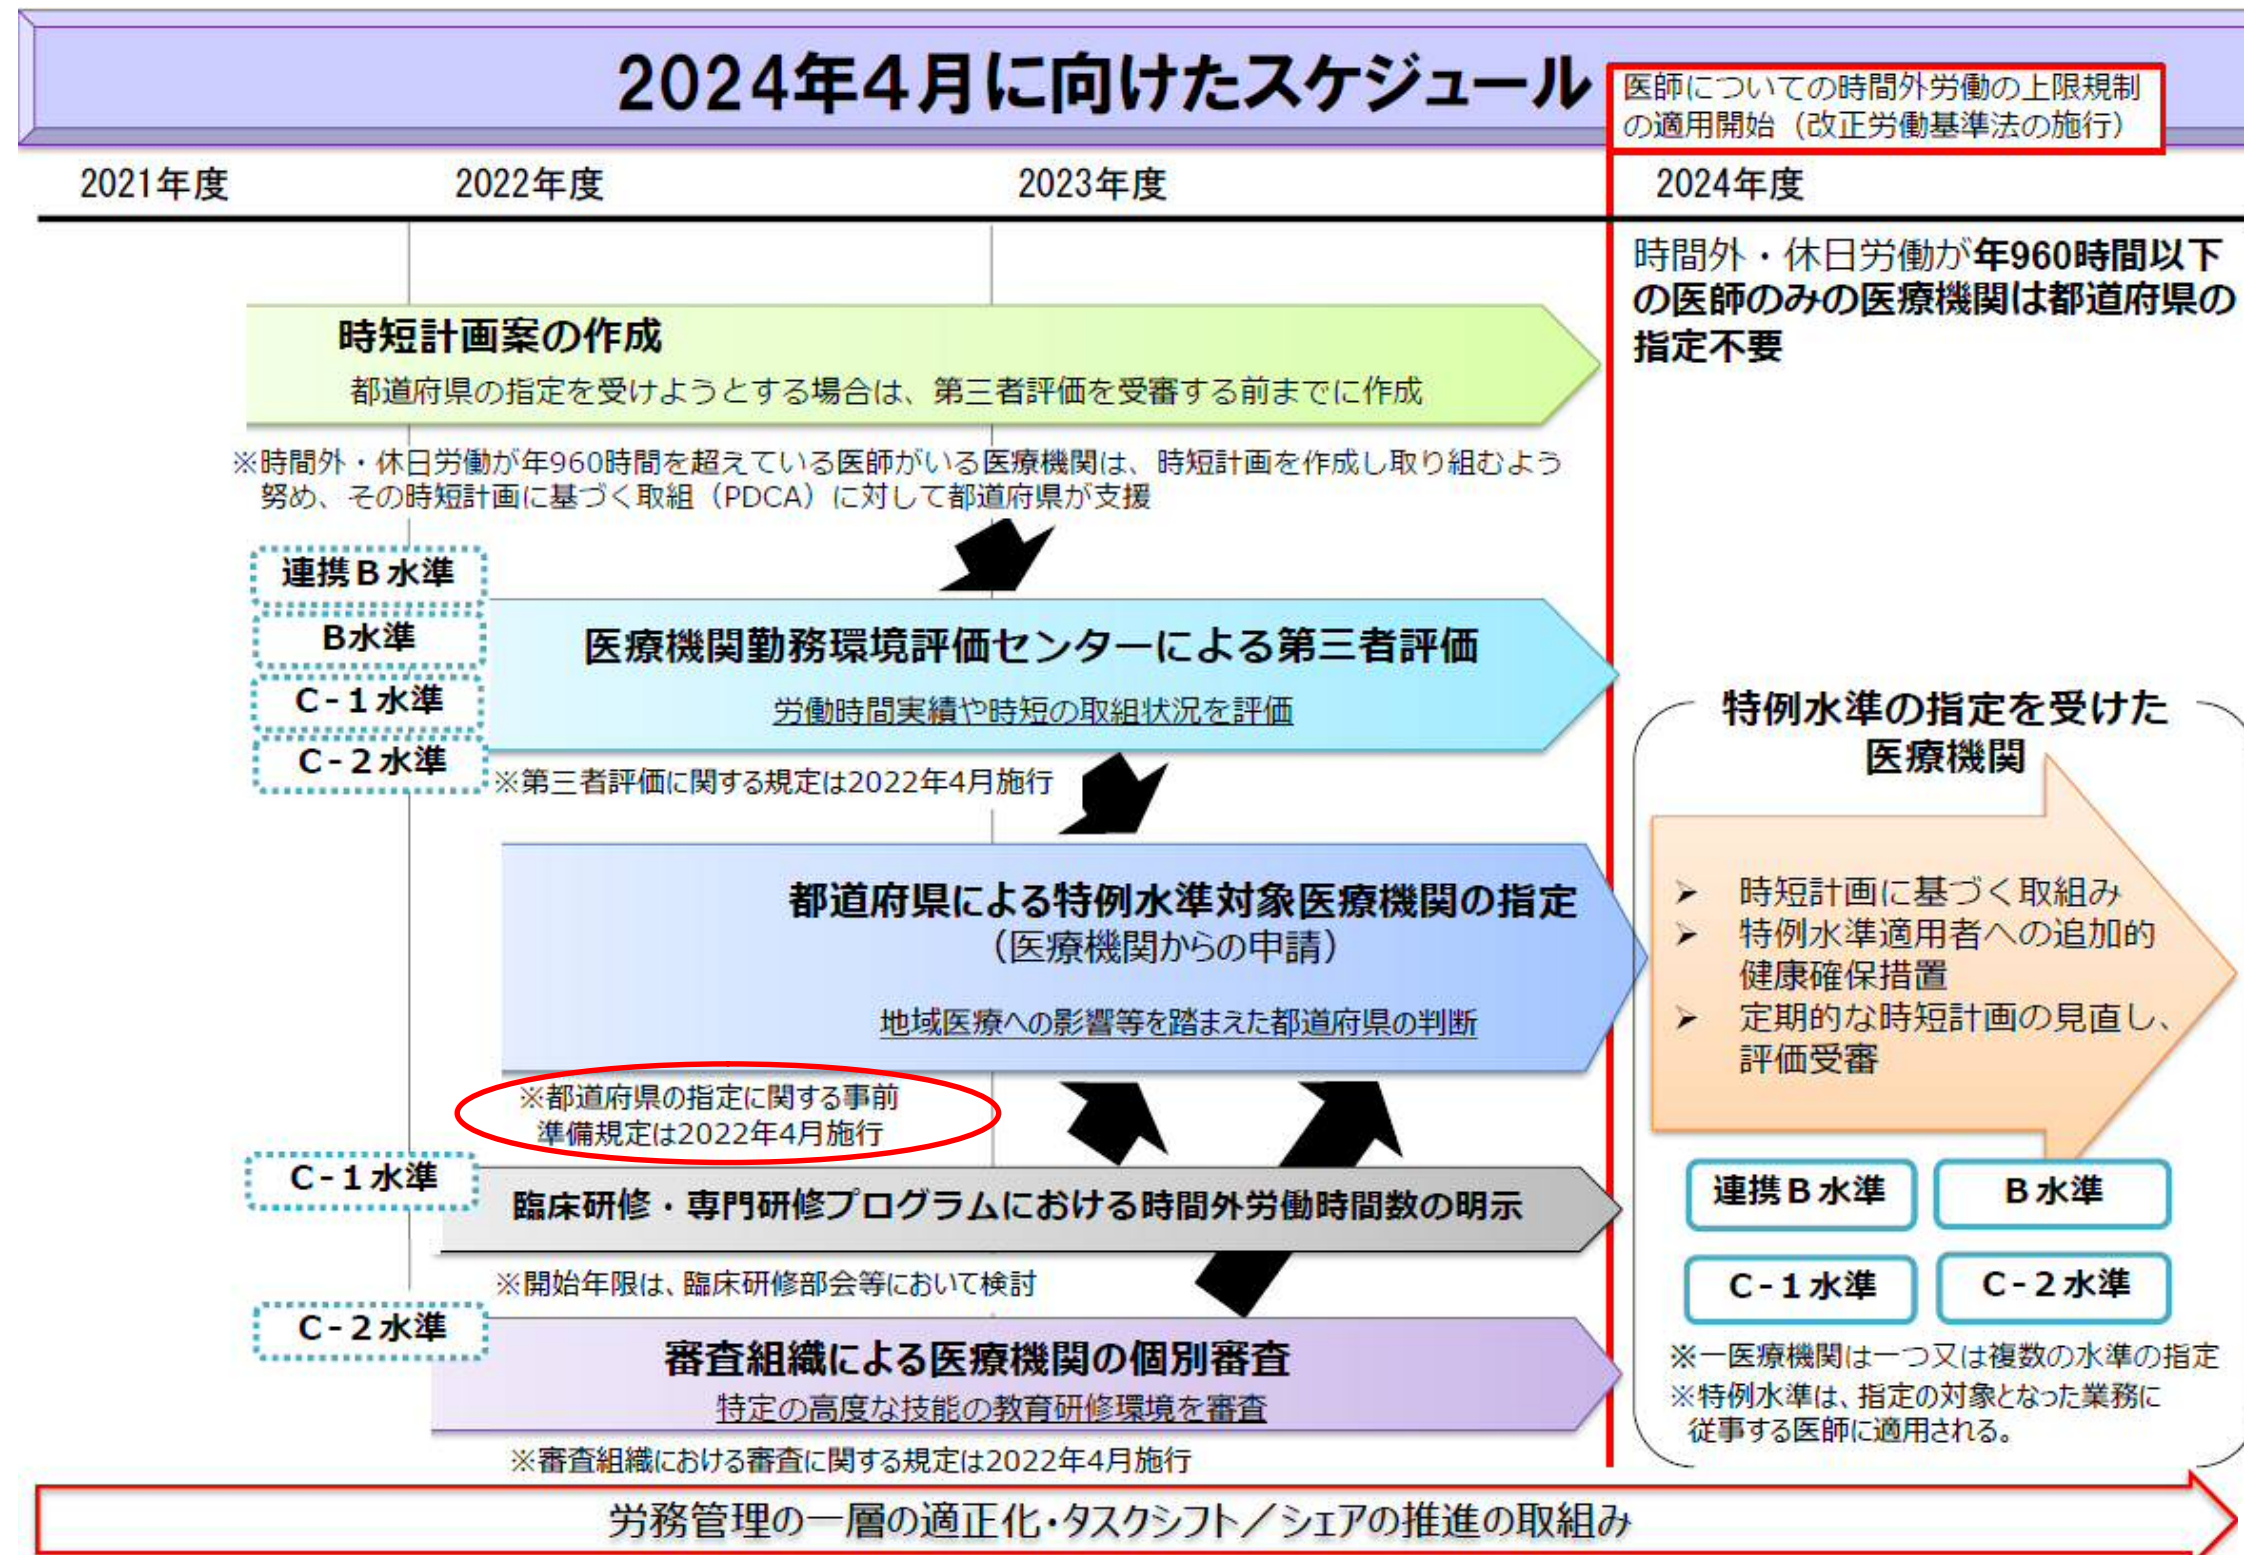 2024年4月に向けたスケジュール
医師についての時間外労働の上限規制
の適用開始（改正労働基準法の施行）
2021年度
2022年度
2023年度
2024年度
時間外・休日労働が年960時間以下
の医師のみの医療機関は都道府県の
指定不要
時短計画案の作成
都道府県の指定を受けようとする場合は、第三者評価を受審する前までに作成
※時間外・休日労働が年960時間を超えている医師がいる医療機関は、時短計画を作成し取り組むよう
努め、その時短計画に基づく取組（PDCA）に対して都道府県が支援
連携B水準
B水準
C-1水準
C-2水準
医療機関勤務環境評価センターによる第三者評価
労働時間実績や時短の取組状況を評価
※第三者評価に関する規定は2022年4月施行
都道府県による特例水準対象医療機関の指定
（医療機関からの申請）
地域医療への影響等を踏まえた都道府県の判断
※都道府県の指定に関する事前
準備規定は2022年4月施行
C-1水準
臨床研修・専門研修プログラムにおける時間外労働時間数の明示
※開始年限は、臨床研修部会等において検討
C-2水準
審査組織による医療機関の個別審査
特定の高度な技能の教育研修環境を審査
※審査組織における審査に関する規定は2022年4月施行
特例水準の指定を受けた
医療機関
➢ 時短計画に基づく取組み
➢ 特例水準適用者への追加的
健康確保措置
➢ 定期的な時短計画の見直し、
評価受審
連携B水準
B水準
C-1水準
C-2水準
※一医療機関は一つ又は複数の水準の指定
※特例水準は、指定の対象となった業務に
従事する医師に適用される。
労務管理の一層の適正化・タスクシフト／シェアの推進の取組み